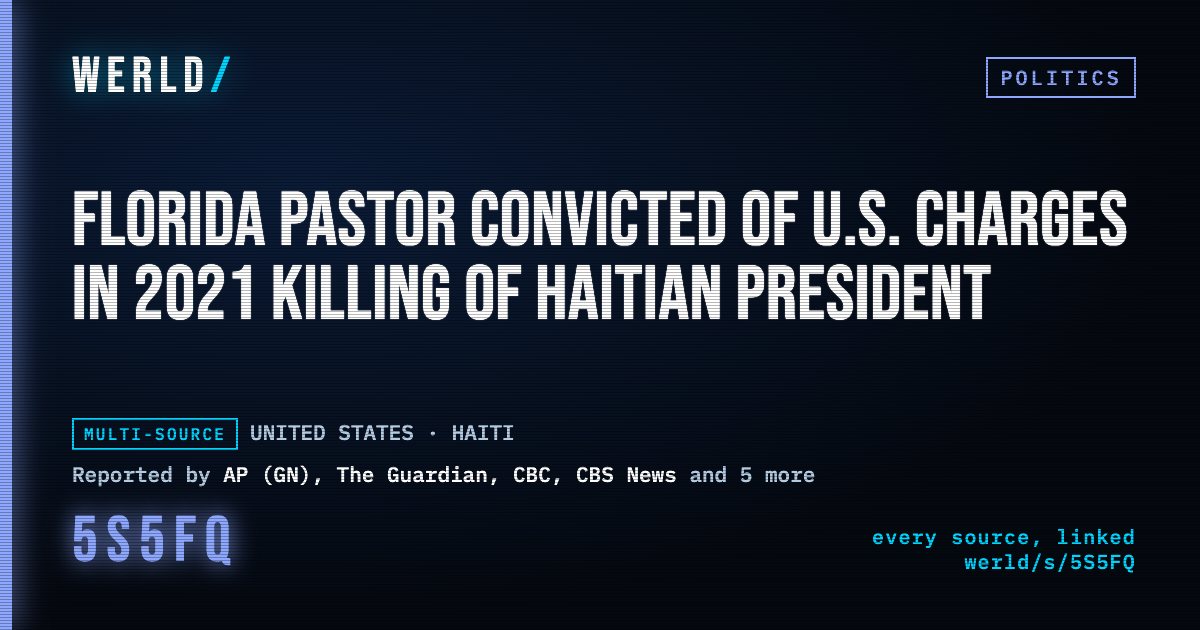 WERLD/
POLITICS
FLORIDA PASTOR CONVICTED OF U.S. CHARGES
IN 2021 KILLING OF HAITIAN PRESIDENT
MULTI-SOURCE UNITED STATES · HAITI
Reported by AP (GN), The Guardian, CBC, CBS News and 5 more
5S5FQ
every source, linked
werld/s/5S5FQ